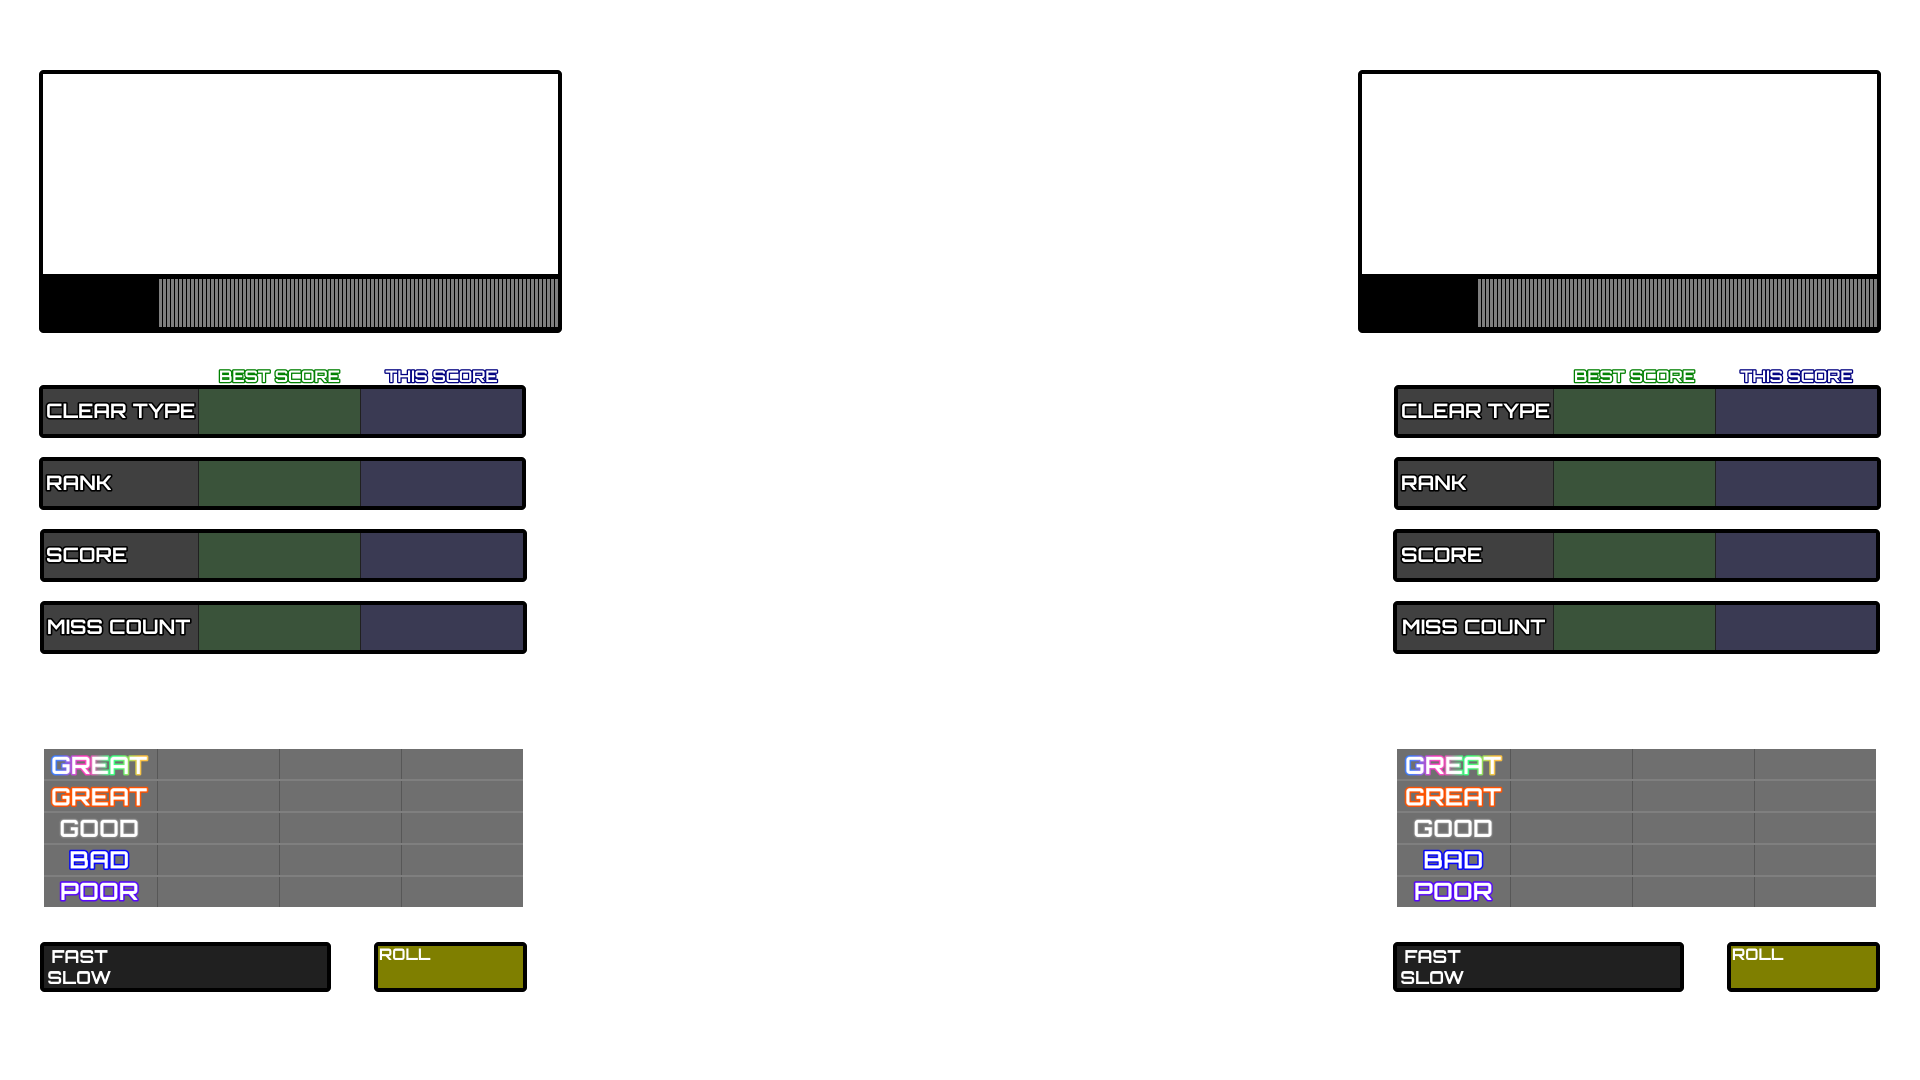 BEST SCORE THIS SCORE
CLEAR TYPE
RANK
SCORE
MISS COUNT
GREAT
GREAT
GOOD
BAD
POOR
FAST
SLOW
ROLL
BEST SCORE THIS SCORE
CLEAR TYPE
RANK
SCORE
MISS COUNT
GREAT
GREAT
GOOD
BAD
POOR
FAST
SLOW
ROLL